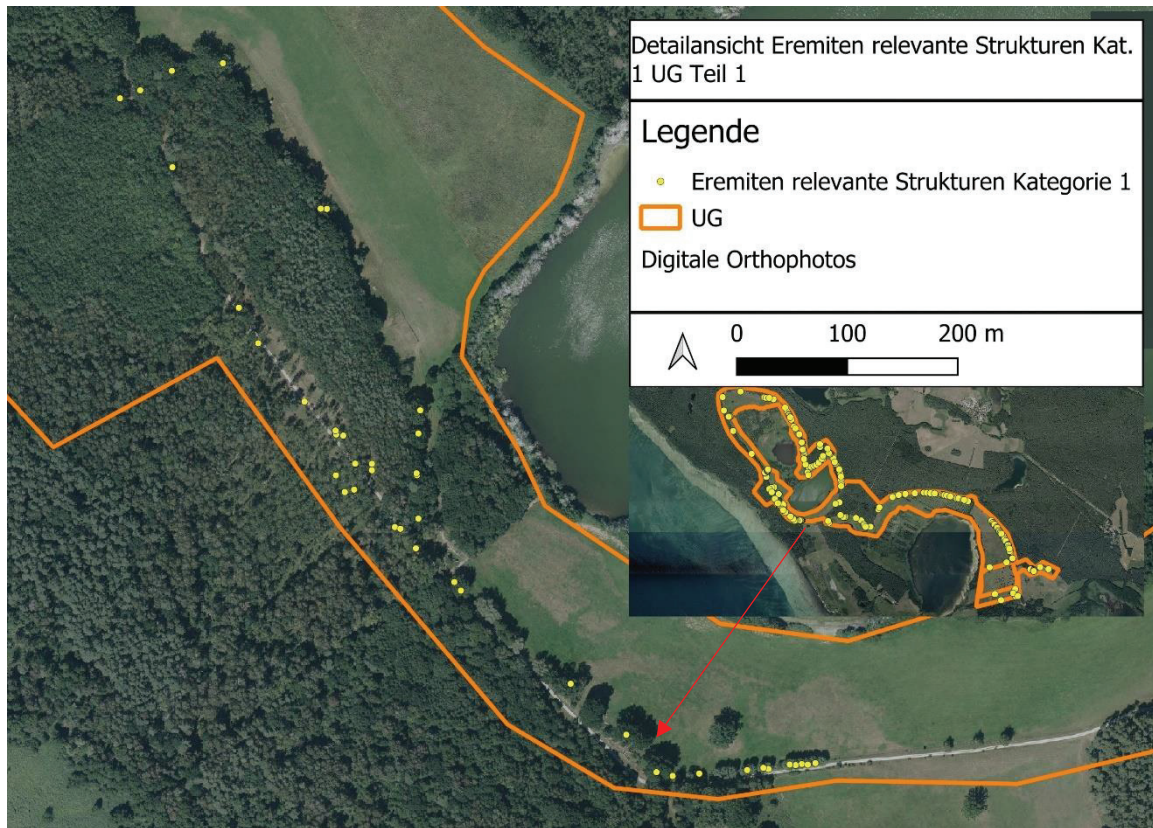 Detailansicht Eremiten relevante Strukturen Kat.
1 UG Teil 1
Legende
Eremiten relevante Strukturen Kategorie 1
UG
Digitale Orthophotos
0 100 200 m